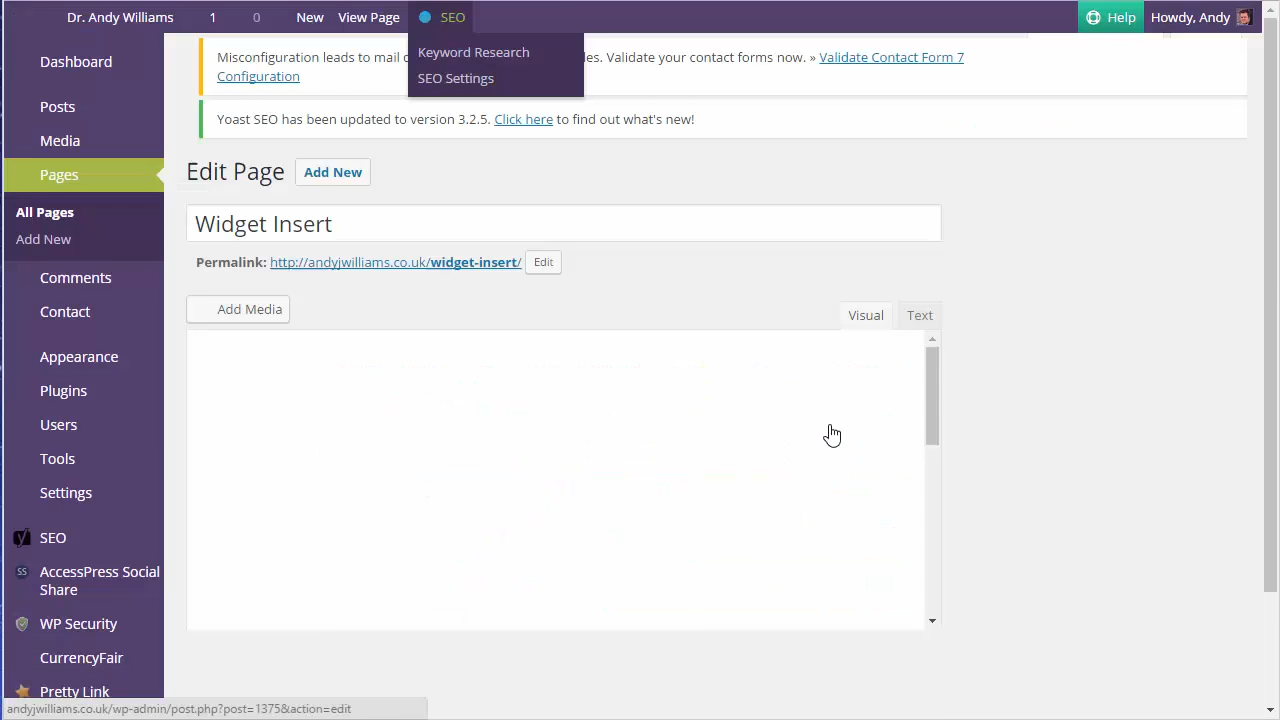 Dr. Andy Williams 1 0 New View Page SEO Help Howdy, Andy
Keyword Research
SEO Settings
Misconfiguration leads to mail les. Validate your contact forms now. » Validate Contact Form 7
Configuration
Yoast SEO has been updated to version 3.2.5. Click here to find out what's new!
Dashboard
Posts
Media
Pages
All Pages
Add New
Comments
Contact
Appearance
Plugins
Users
Tools
Settings
SEO
SS AccessPress Social
Share
WP Security
CurrencyFair
Pretty Link
Edit Page Add New
Widget Insert
Permalink: http://andyjwilliams.co.uk/widget-insert/ Edit
Add Media
Visual Text
andyjwilliams.co.uk/wp-admin/post.php?post=1375&action=edit